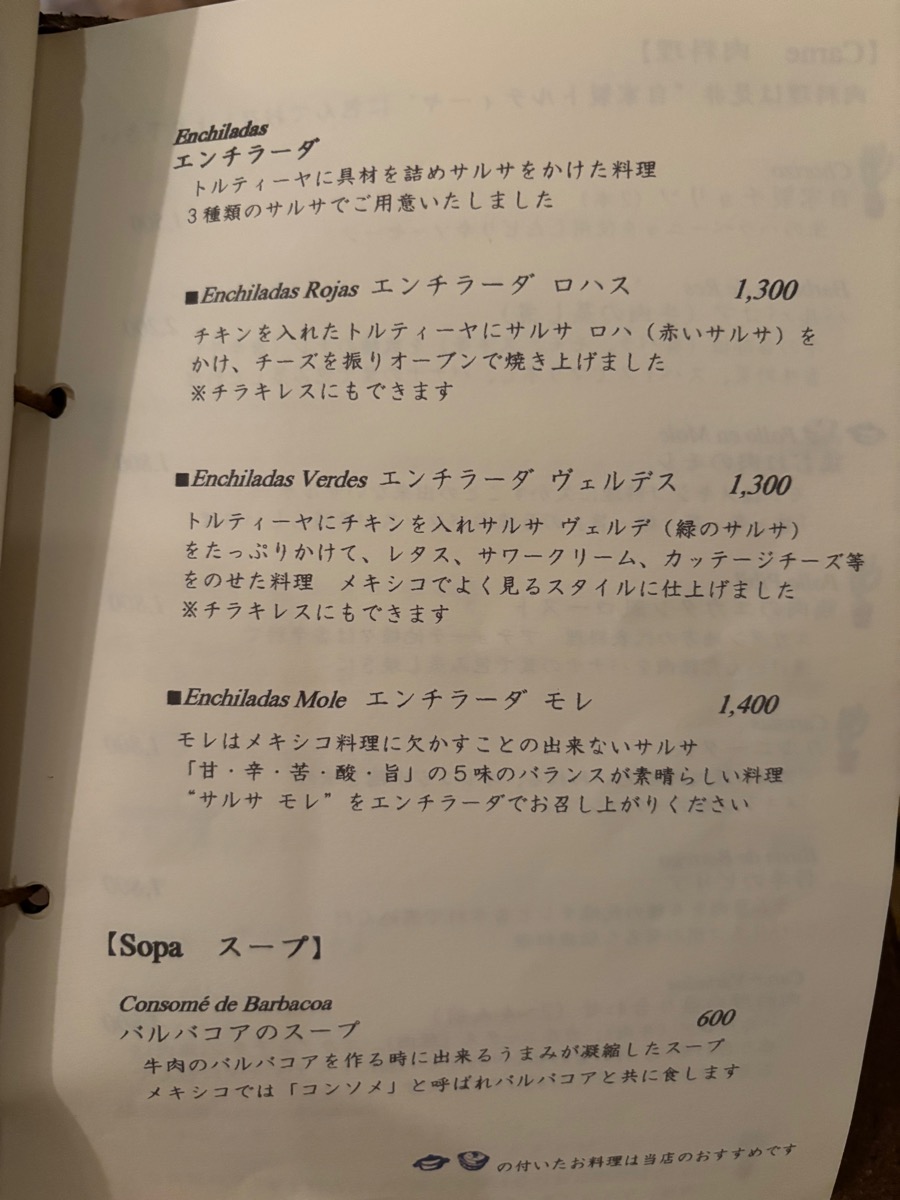 Enchiladas
エンチラーダ
トルティーヤに具材を詰めサルサをかけた料理
3種類のサルサでご用意いたしました
■Enchiladas Rojas エンチラーダ ロハス 1,300
チキンを入れたトルティーヤにサルサ ロハ（赤いサルサ）を
かけ、チーズを振りオーブンで焼き上げました
※チラキレスにもできます
■Enchiladas Verdes エンチラーダ ヴェルデス 1,300
トルティーヤにチキンを入れサルサ ヴェルデ（緑のサルサ）
をたっぷりかけて、レタス、サワークリーム、カッテージチーズ等
をのせた料理　メキシコでよく見るスタイルに仕上げました
※チラキレスにもできます
■Enchiladas Mole エンチラーダ モレ 1,400
モレはメキシコ料理に欠かすことの出来ないサルサ
「甘・辛・苦・酸・旨」の5味のバランスが素晴らしい料理
“サルサ モレ”をエンチラーダでお召し上がりください
【Sopa　スープ】
Consomé de Barbacoa
バルバコアのスープ 600
牛肉のバルバコアを作る時に出来るうまみが凝縮したスープ
メキシコでは「コンソメ」と呼ばれバルバコアと共に食します
の付いたお料理は当店のおすすめです